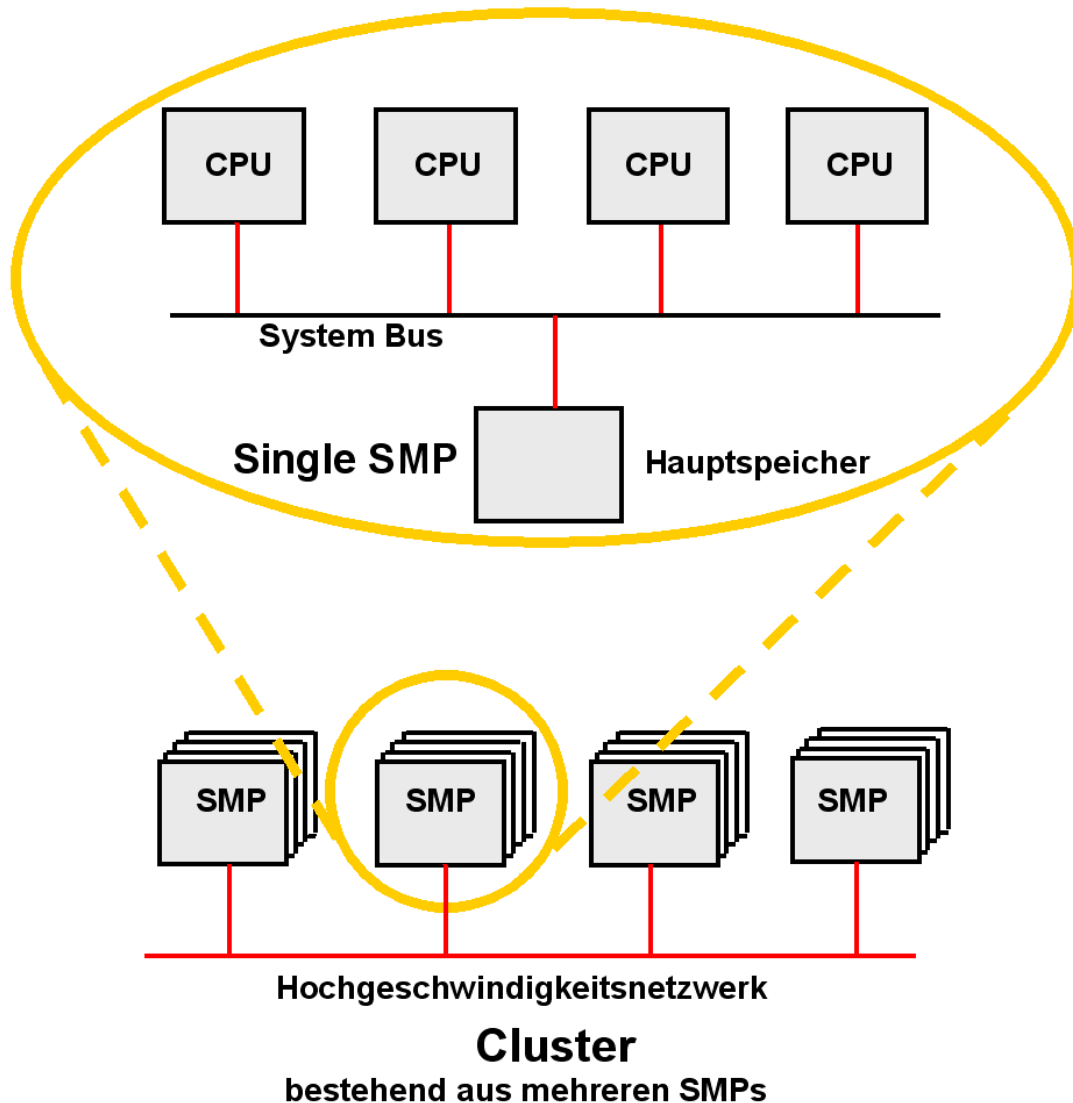 CPU CPU CPU CPU
System Bus
Single SMP Hauptspeicher
SMP SMP SMP SMP
Hochgeschwindigkeitsnetzwerk
Cluster
bestehend aus mehreren SMPs